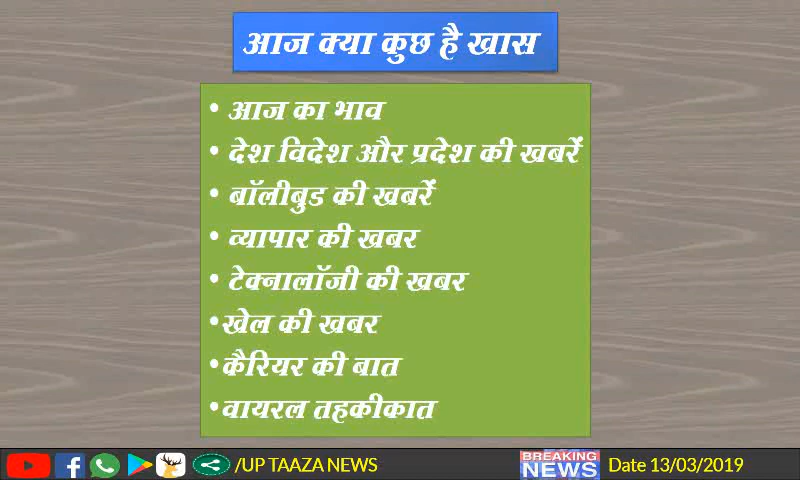 आज क्या कुछ है खास
• आज का भाव
• देश विदेश और प्रदेश की खबरें
• बॉलीबुड की खबरें
• व्यापार की खबर
• टेक्नालॉजी की खबर
•खेल की खबर
•कैरियर की बात
•वायरल तहकीकात
/UP TAAZA NEWS
BREAKING
NEWS
Date 13/03/2019